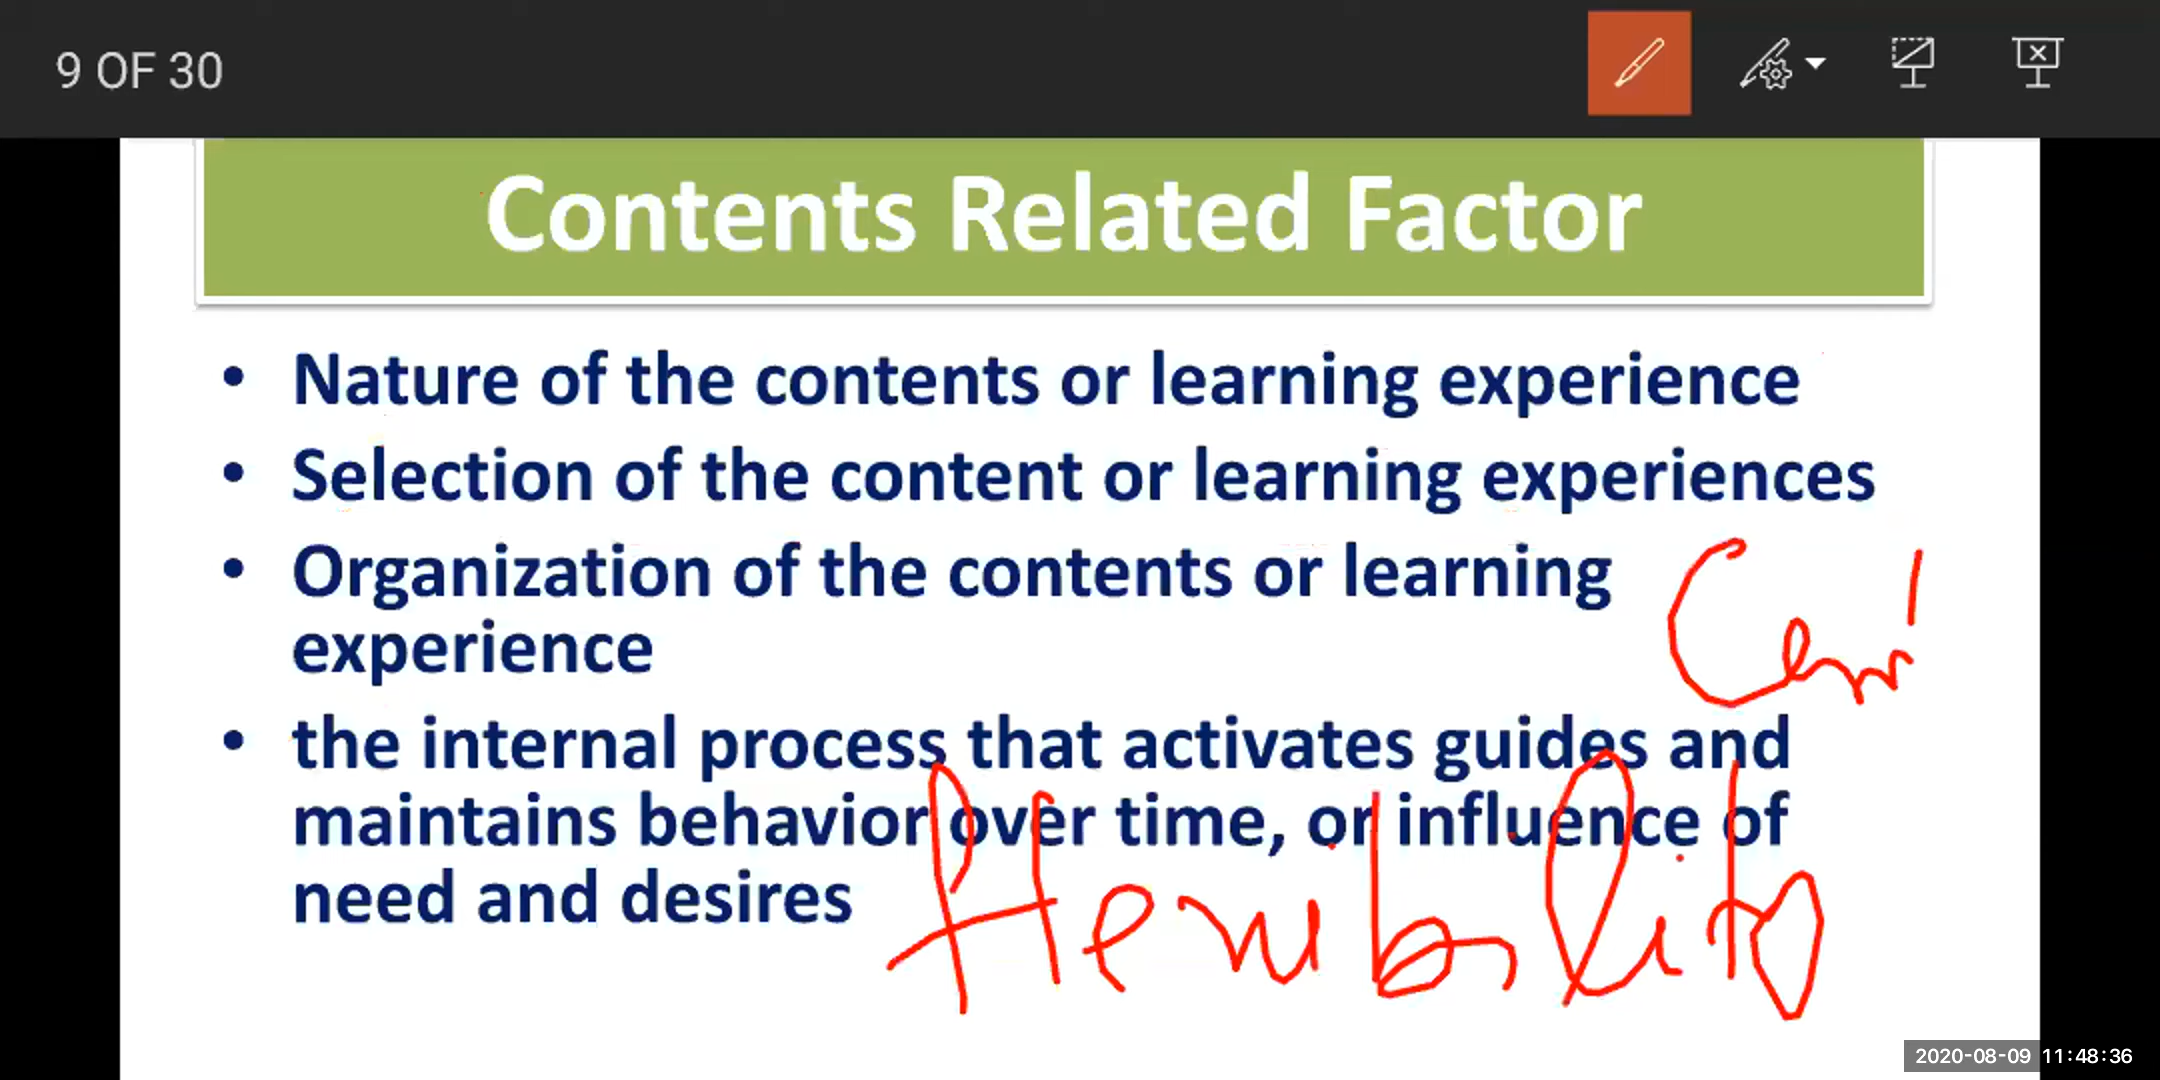 9 OF 30
Contents Related Factor
• Nature of the contents or learning experience
• Selection of the content or learning experiences
• Organization of the contents or learning
experience
• the internal process that activates guides and
maintains behavior over time, or influence of
need and desires
2020-08-09 11:48:36